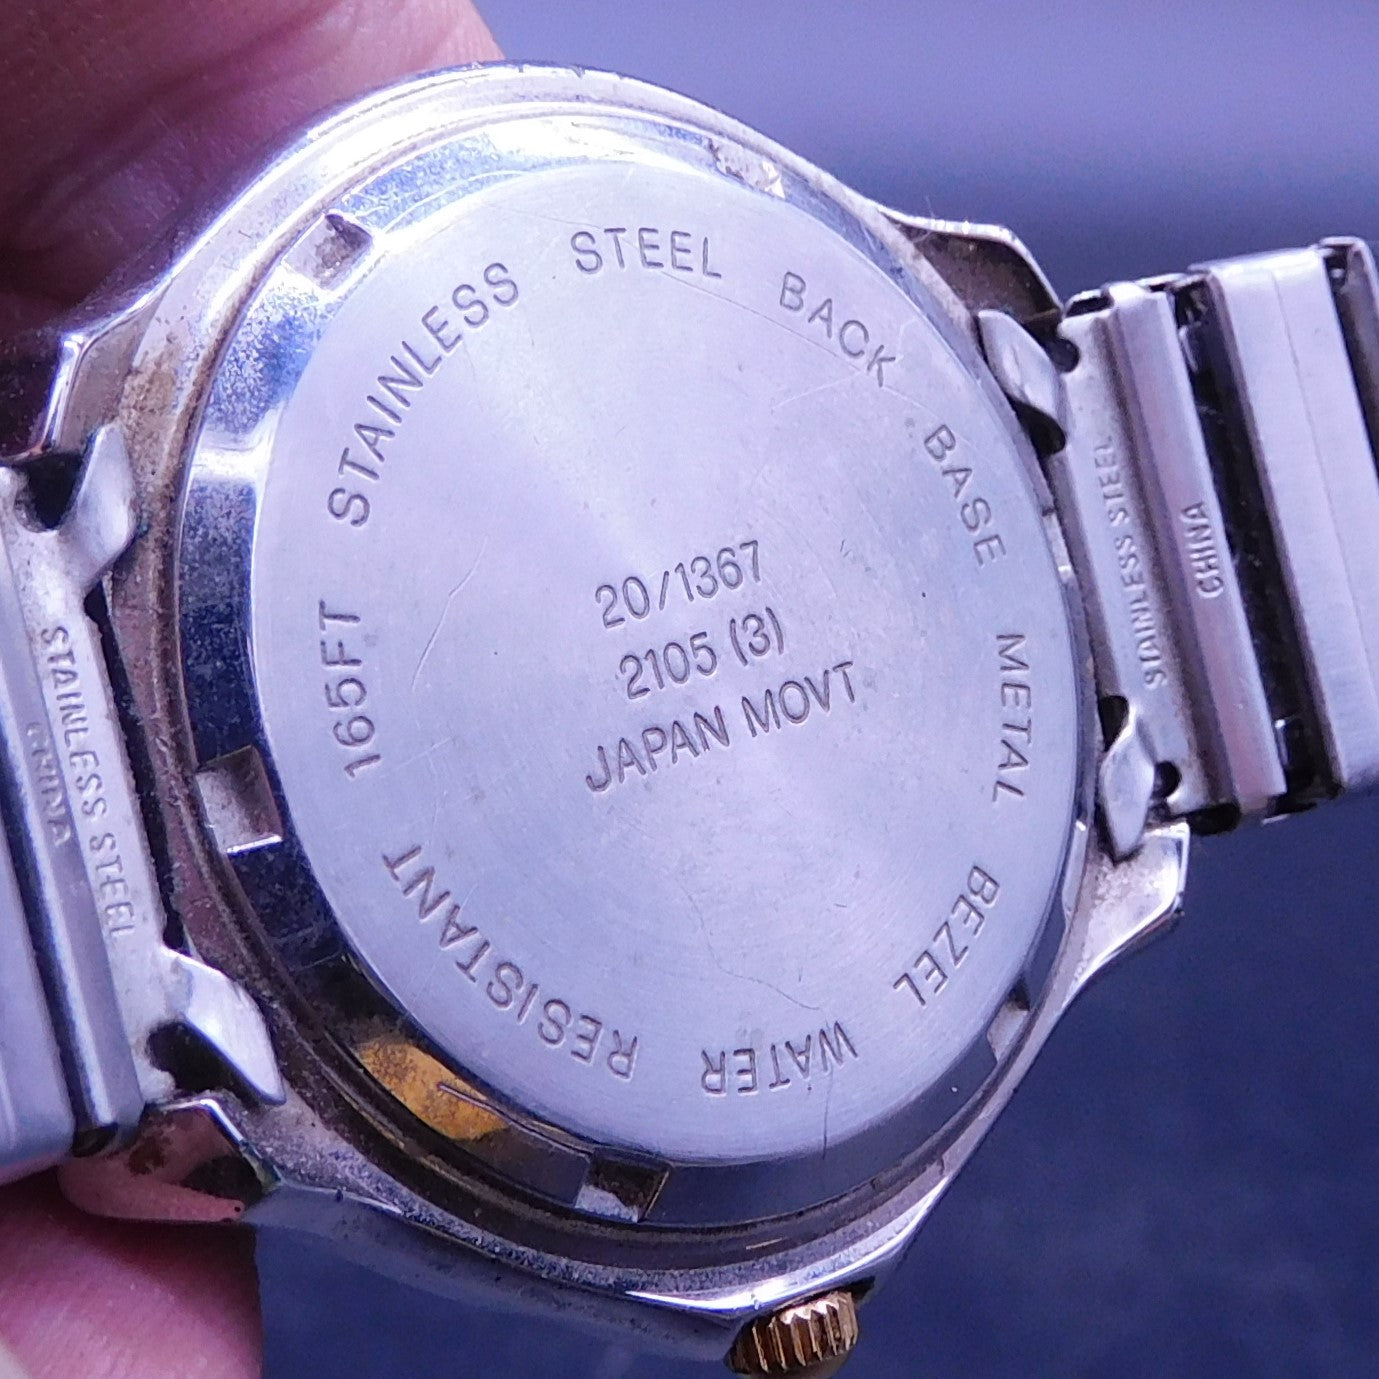 STAINLESS STEEL BACK BASE METAL BEZEL WATER RESISTANT 165FT
20/1367
2105 (3)
JAPAN MOVT
STAINLESS STEEL
CHINA
STAINLESS STEEL
CHINA